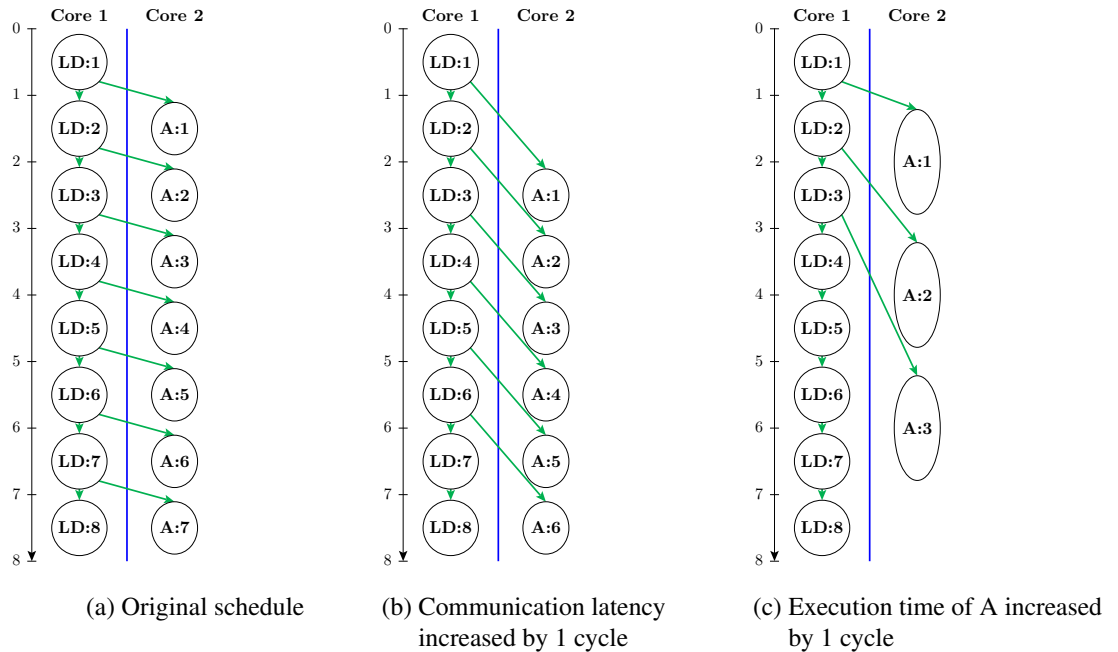 Core 1 Core 2
0
LD:1
1
LD:2 A:1
2
LD:3 A:2
3
LD:4 A:3
4
LD:5 A:4
5
LD:6 A:5
6
LD:7 A:6
7
LD:8 A:7
8
(a) Original schedule
Core 1 Core 2
0
LD:1
1
LD:2
2
LD:3 A:1
3
LD:4 A:2
4
LD:5 A:3
5
LD:6 A:4
6
LD:7 A:5
7
LD:8 A:6
8
(b) Communication latency
increased by 1 cycle
Core 1 Core 2
0
LD:1
1
LD:2
A:1
2
LD:3
3
LD:4
A:2
4
LD:5
5
LD:6
A:3
6
LD:7
7
LD:8
8
(c) Execution time of A increased
by 1 cycle